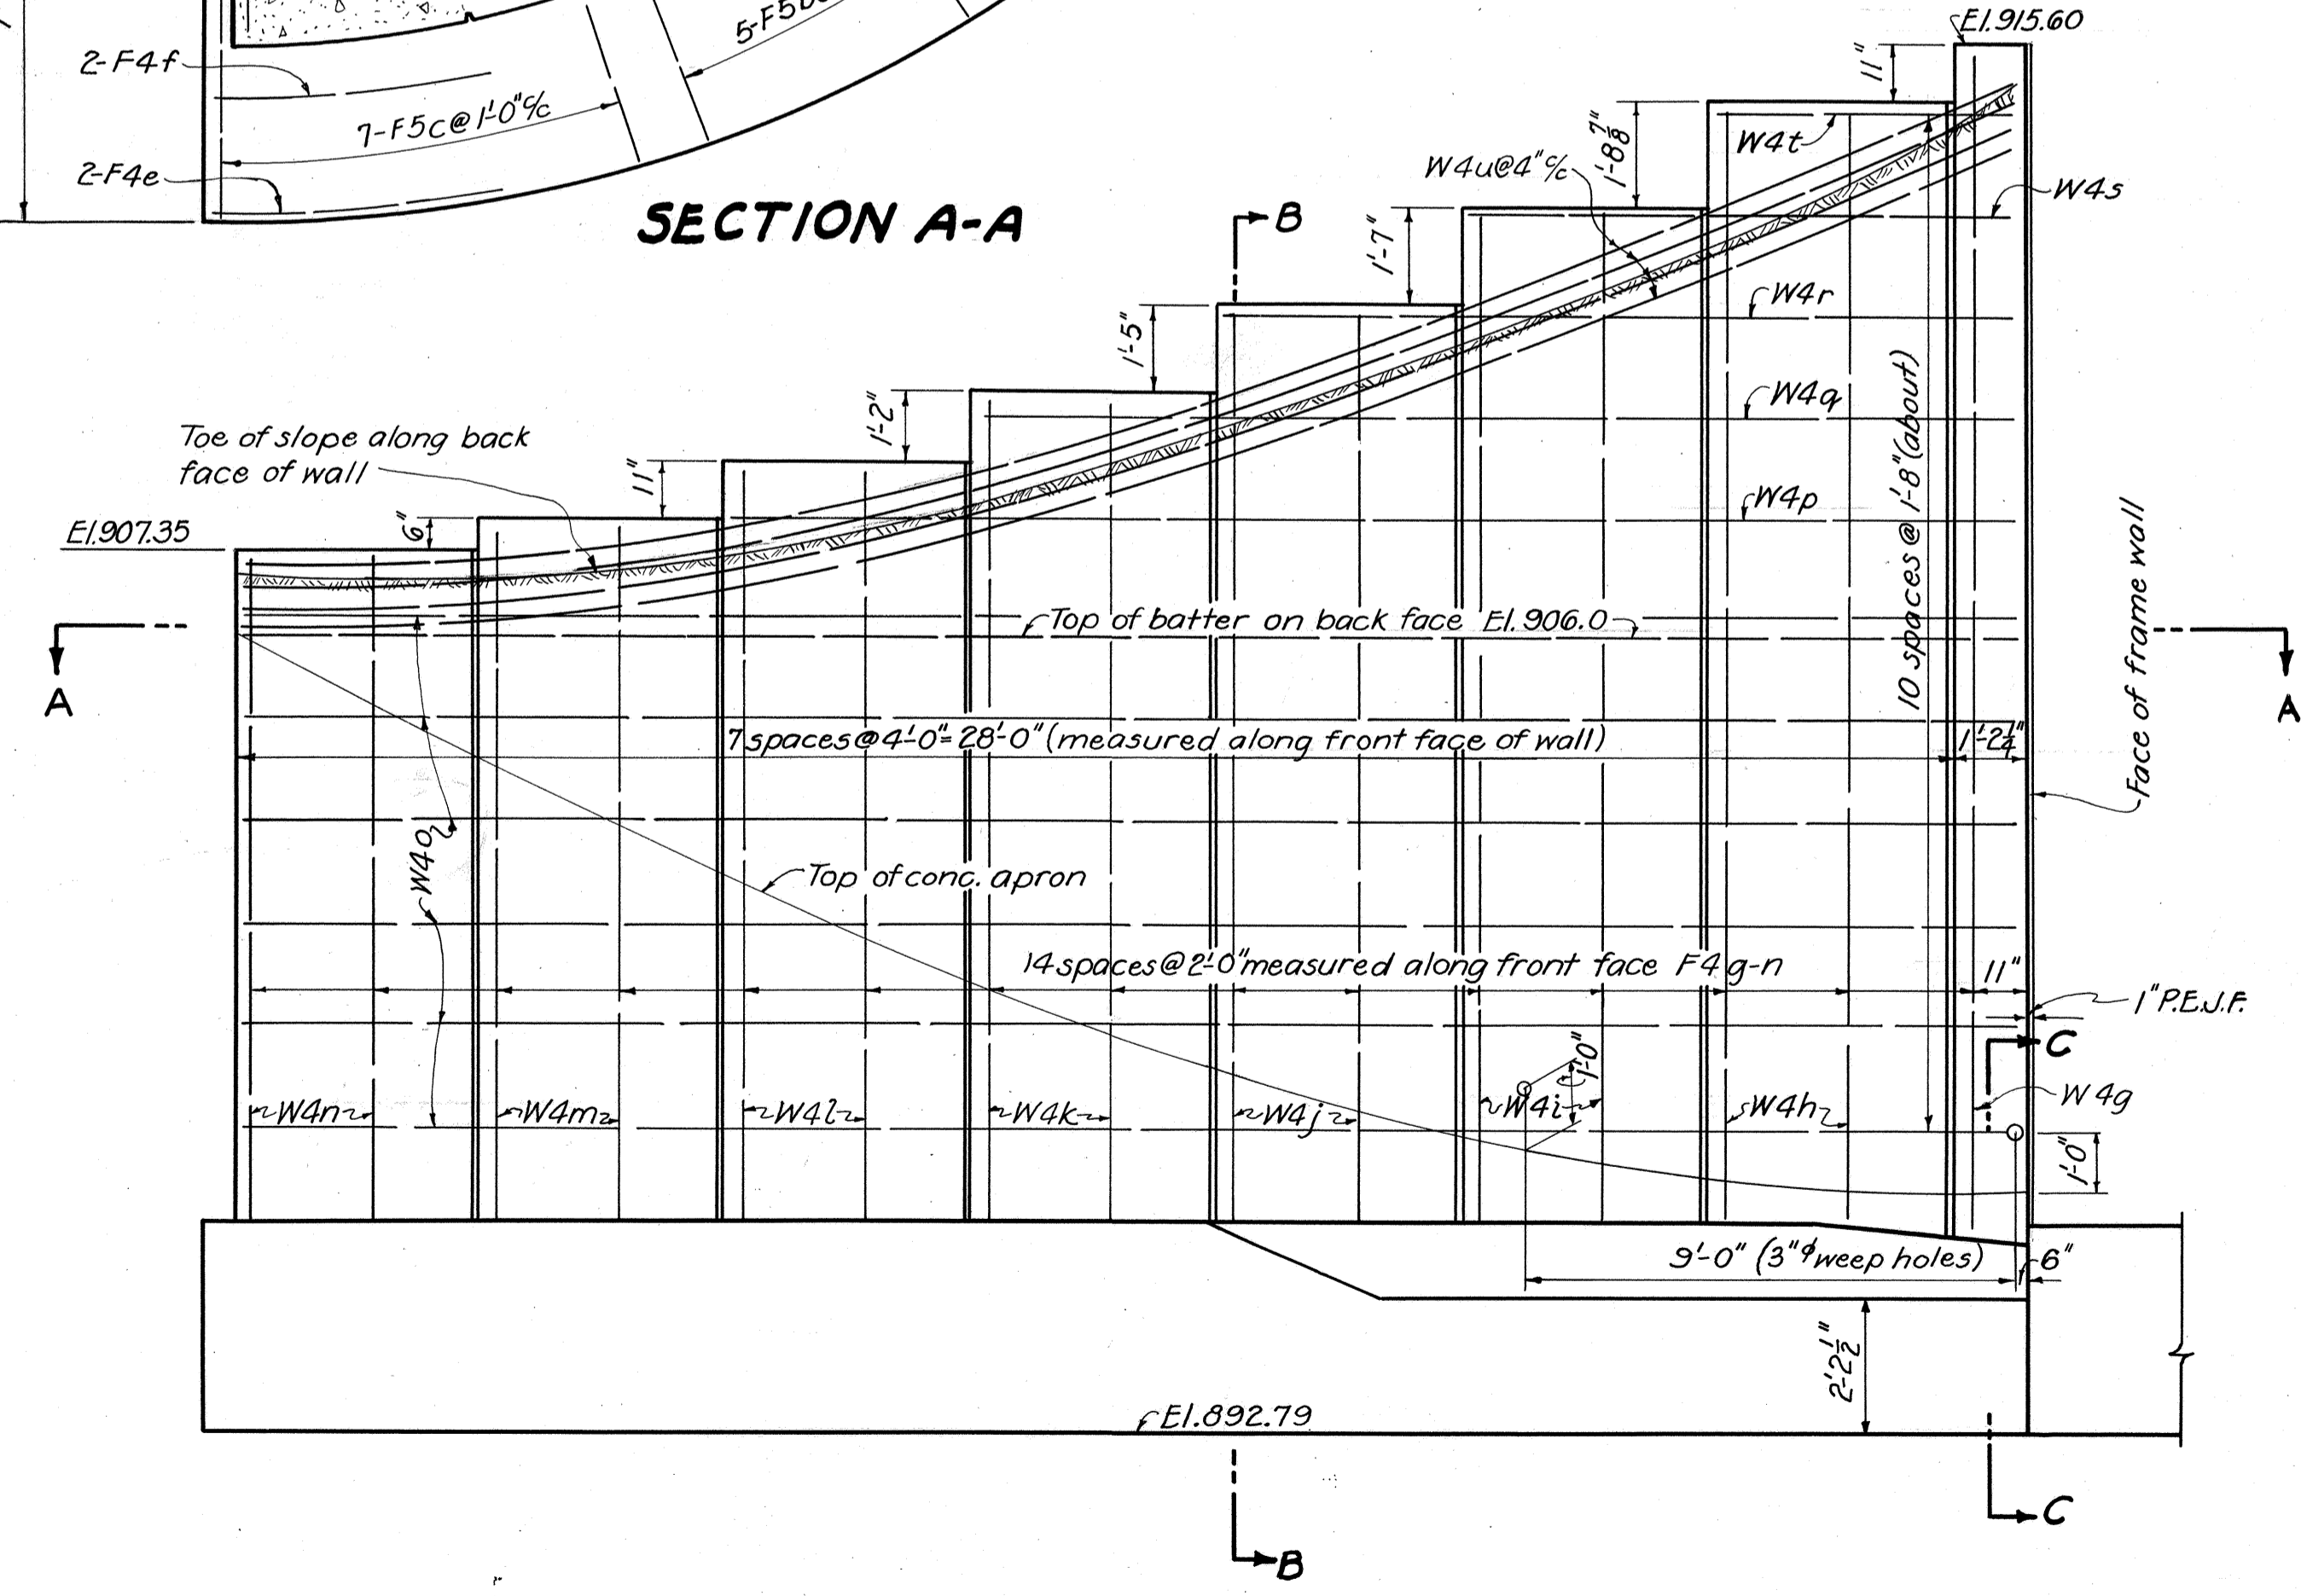 5-F5b
2-F4f
7-F5c@1'-0"c/c
2-F4e
SECTION A-A
El.915.60
11"
1'-8 7/8"
W4t
W4u@4"c/c
W4s
B
1'-7"
W4r
1'-5"
W4q
1'-2"
Toe of slope along back
face of wall
11"
W4p
El.907.35
6"
10 spaces@1'-8"(about)
Face of frame wall
Top of batter on back face El.906.0
A
A
7spaces@4'-0"=28'-0"(measured along front face of wall)
1'-2 1/4"
W4o
Top of conc. apron
14spaces@2'-0"measured along front face F4g-n
11"
1"P.E.J.F.
C
1'-0"
W4n
W4m
W4l
W4k
W4j
W4i
W4h
W4g
1'-0"
9'-0" (3"ϕ weep holes)
6"
2'-2 1/2"
El.892.79
C
B